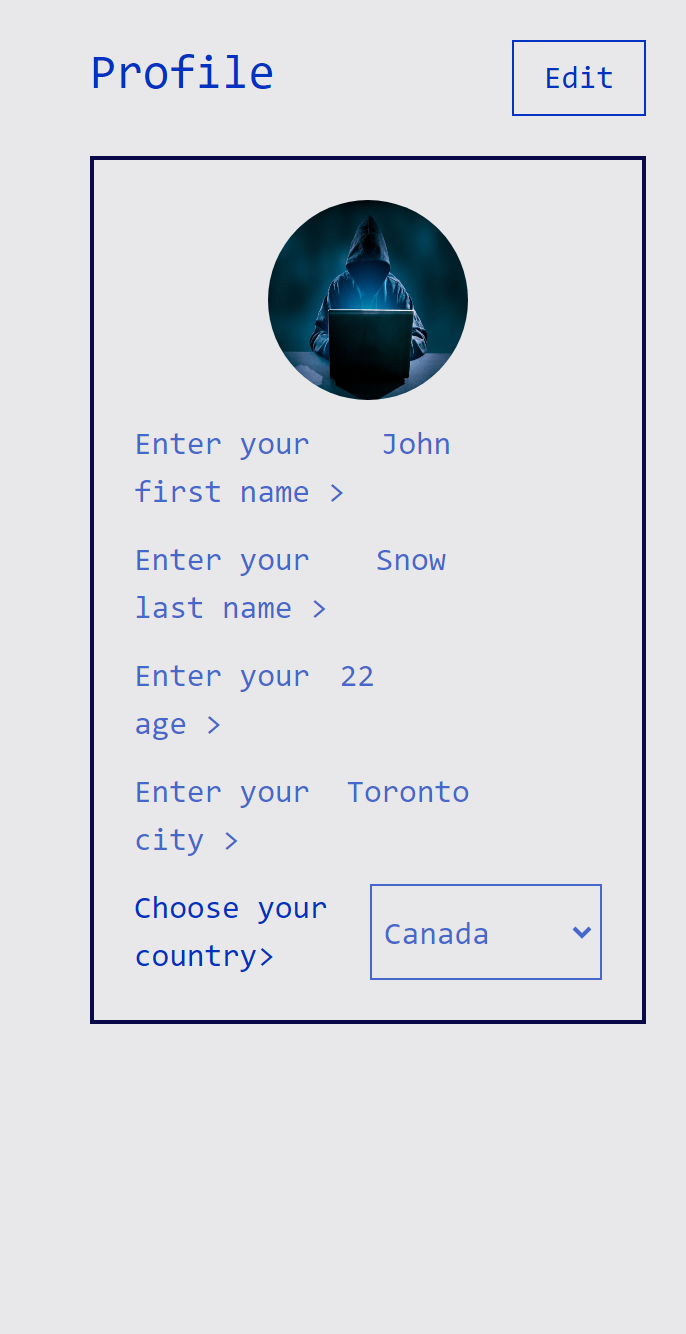 Profile
Edit
Enter your first name > John
Enter your last name > Snow
Enter your age > 22
Enter your city > Toronto
Choose your country> Canada